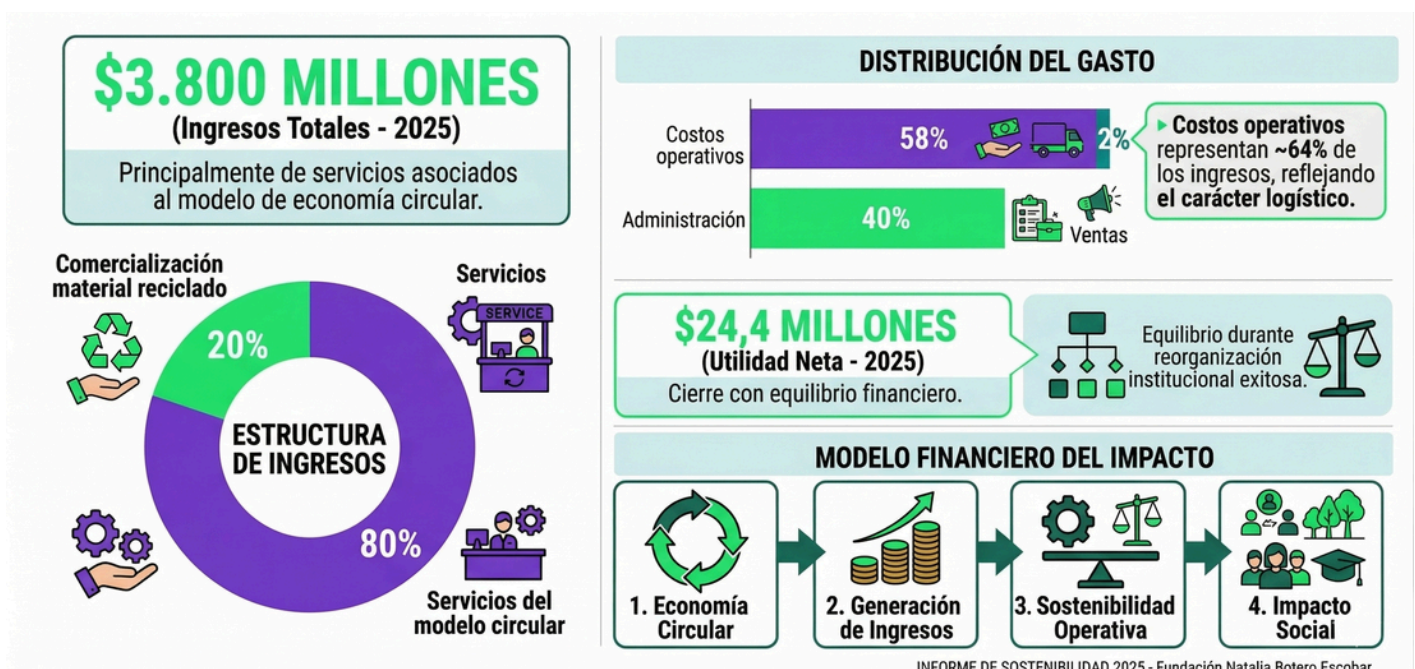 $3.800 MILLONES
(Ingresos Totales - 2025)
Principalmente de servicios asociados
al modelo de economía circular.
Comercialización
material reciclado
Servicios
SERVICE
20%
ESTRUCTURA
DE INGRESOS
80%
Servicios del
modelo circular
DISTRIBUCIÓN DEL GASTO
Costos
operativos
58%
2%
▸ Costos operativos
representan ~64% de
los ingresos, reflejando
el carácter logístico.
Administración
40%
Ventas
$24,4 MILLONES
(Utilidad Neta - 2025)
Cierre con equilibrio financiero.
Equilibrio durante
reorganización
institucional exitosa.
MODELO FINANCIERO DEL IMPACTO
1. Economía
Circular
2. Generación
de Ingresos
3. Sostenibilidad
Operativa
4. Impacto
Social
INFORME DE SOSTENIBILIDAD 2025 - Fundación Natalia Botero Escobar